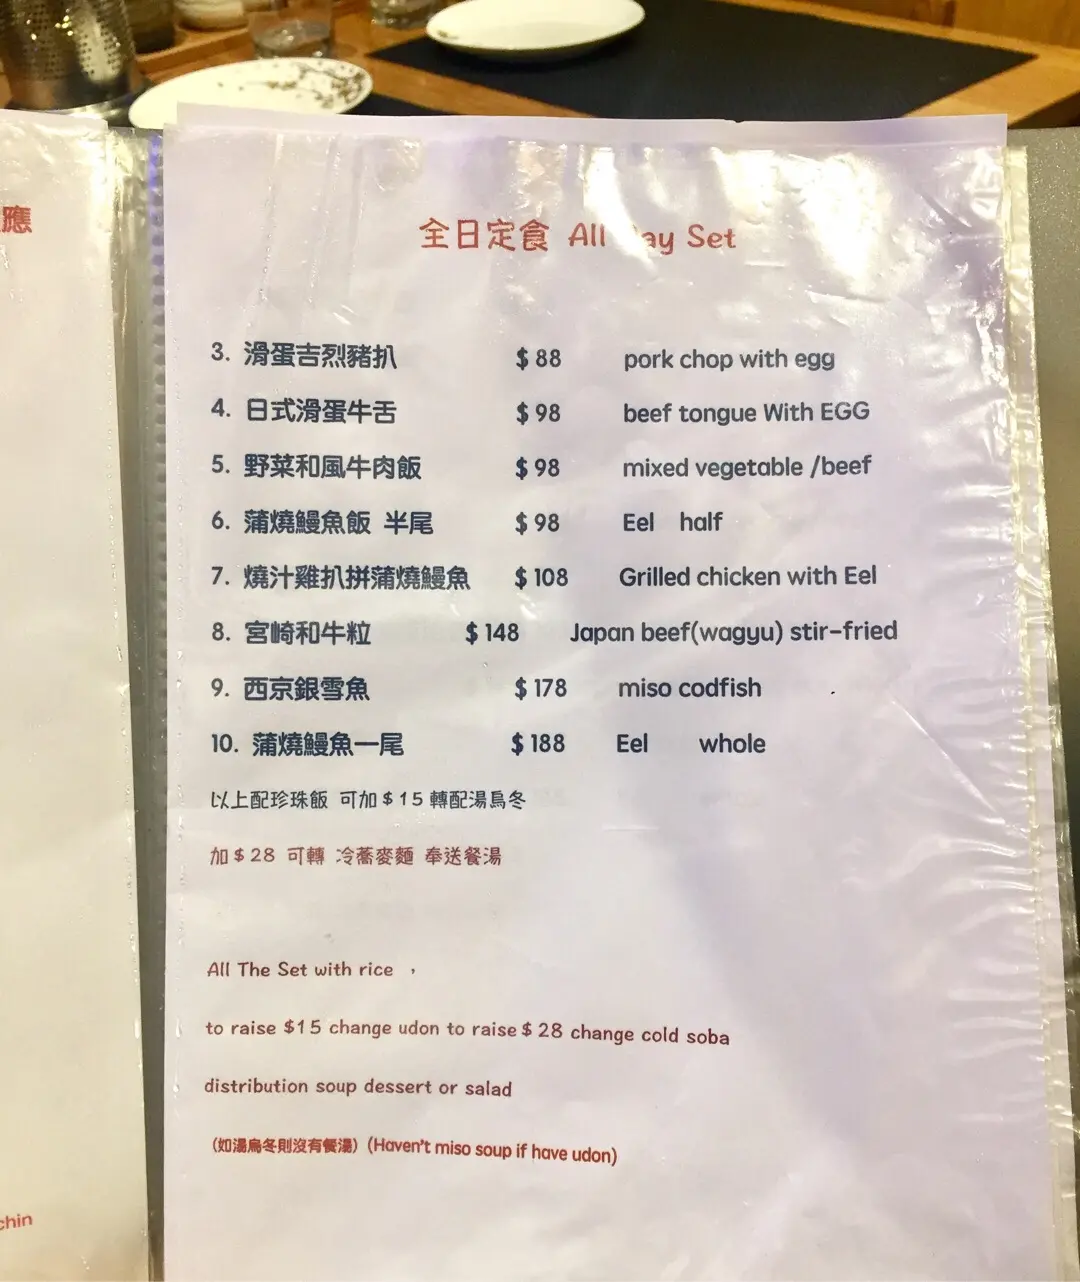 應
全日定食 All ay Set
3. 滑蛋吉烈豬扒 $ 88 pork chop with egg
4. 日式滑蛋牛舌 $ 98 beef tongue With EGG
5. 野菜和風牛肉飯 $ 98 mixed vegetable /beef
6. 蒲燒鰻魚飯 半尾 $ 98 Eel half
7. 燒汁雞扒拼蒲燒鰻魚 $ 108 Grilled chicken with Eel
8. 宮崎和牛粒 $ 148 Japan beef(wagyu) stir-fried
9. 西京銀雪魚 $ 178 miso codfish
10. 蒲燒鰻魚一尾 $ 188 Eel whole
以上配珍珠飯 可加 $ 15 轉配湯烏冬
加 $ 28 可轉 冷蕎麥麵 奉送餐湯
All The Set with rice ，
to raise $15 change udon to raise $ 28 change cold soba
distribution soup dessert or salad
（如湯烏冬則沒有餐湯）(Haven't miso soup if have udon)
chin